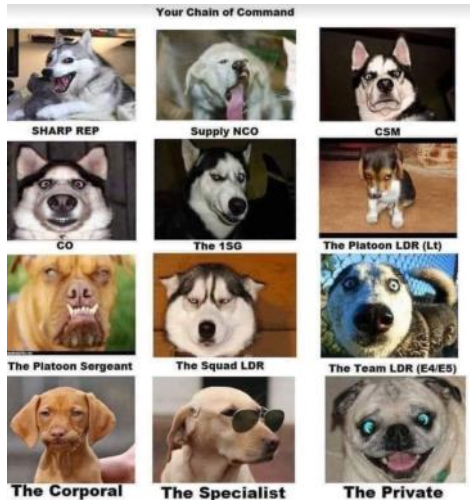 Your Chain of Command
SHARP REP
Supply NCO
CSM
CO
The 1SG
The Platoon LDR (Lt)
The Platoon Sergeant
The Squad LDR
The Team LDR (E4/E5)
The Corporal
The Specialist
The Private